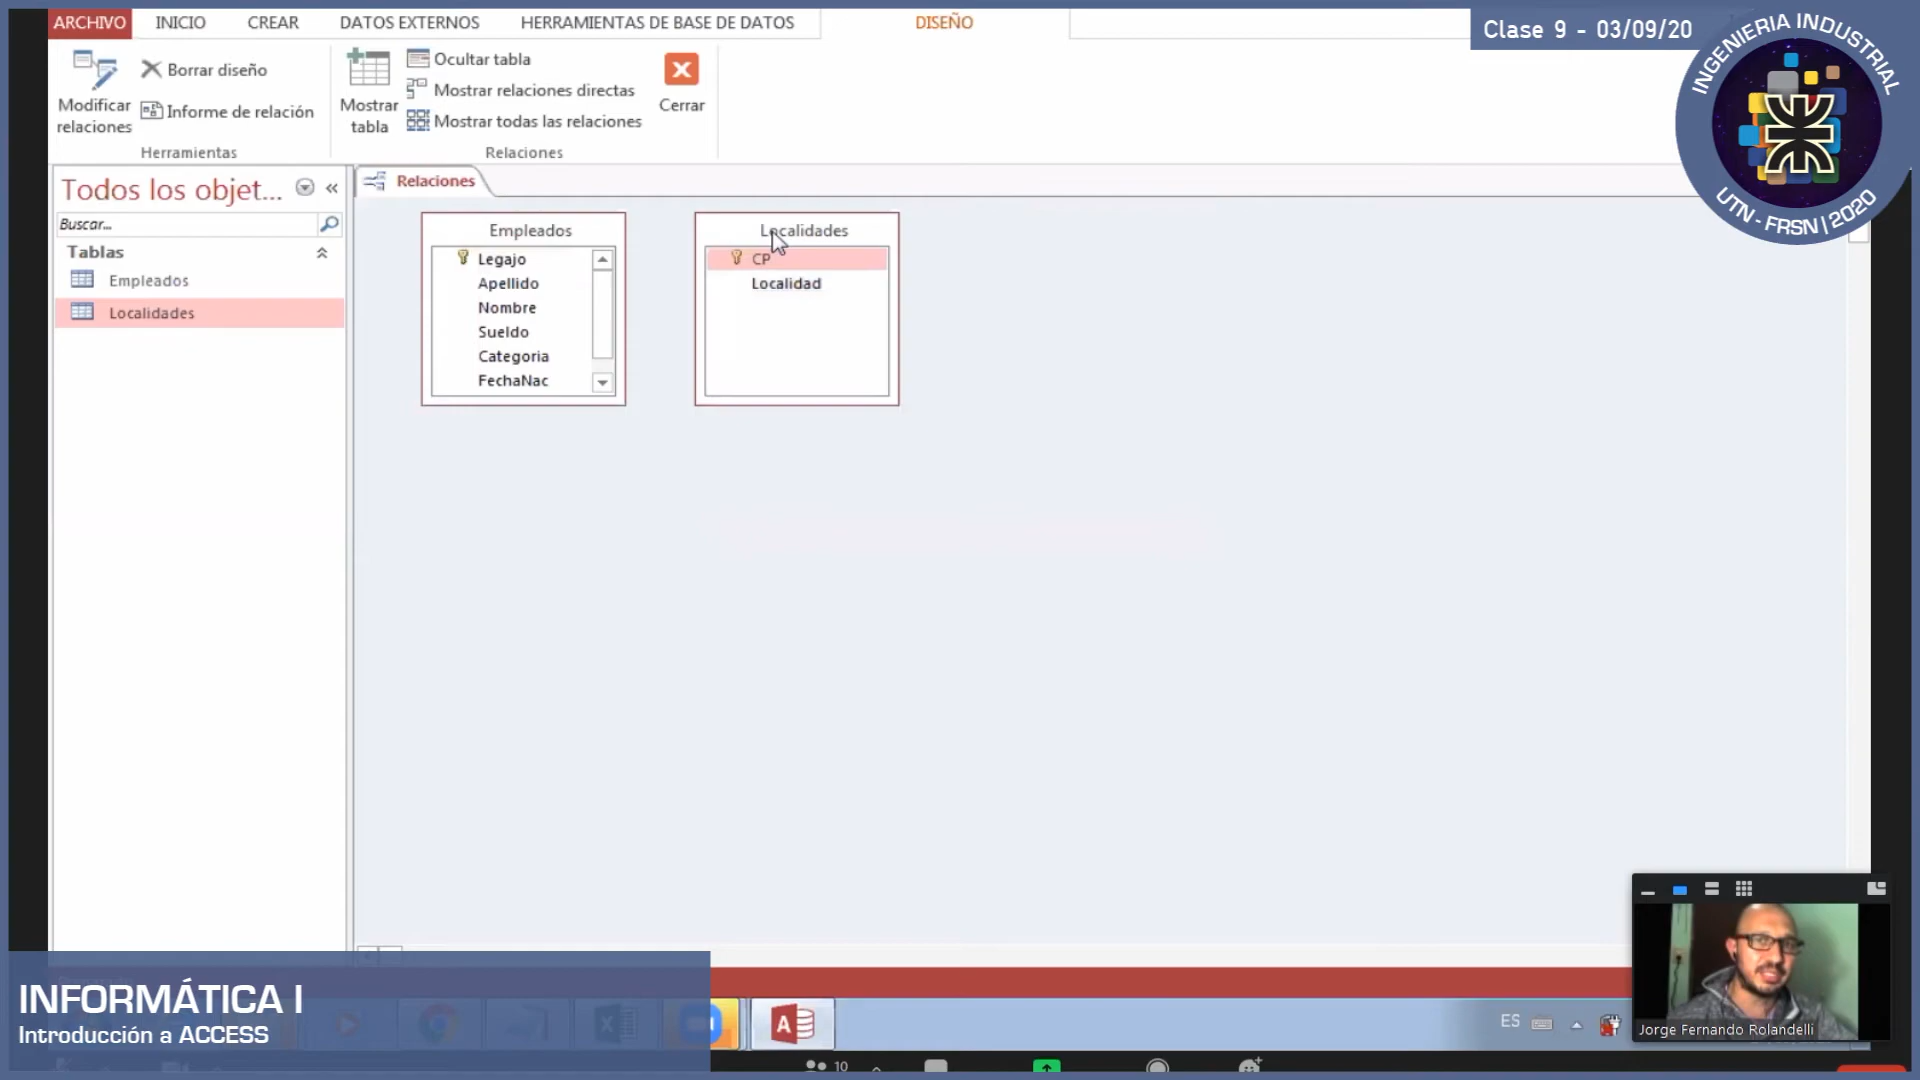 ARCHIVO INICIO CREAR DATOS EXTERNOS HERRAMIENTAS DE BASE DE DATOS DISEÑO
Clase 9 - 03/09/20
INGENIERIA INDUSTRIAL
UTN - FRSN | 2020
Modificar relaciones
Borrar diseño
Informe de relación
Herramientas
Mostrar tabla
Ocultar tabla
Mostrar relaciones directas
Mostrar todas las relaciones
Relaciones
Cerrar
Todos los objet...
Buscar...
Tablas
Empleados
Localidades
Relaciones
Empleados
Legajo
Apellido
Nombre
Sueldo
Categoria
FechaNac
Localidades
CP
Localidad
INFORMÁTICA I
Introducción a ACCESS
ES
Jorge Fernando Rolandelli
10